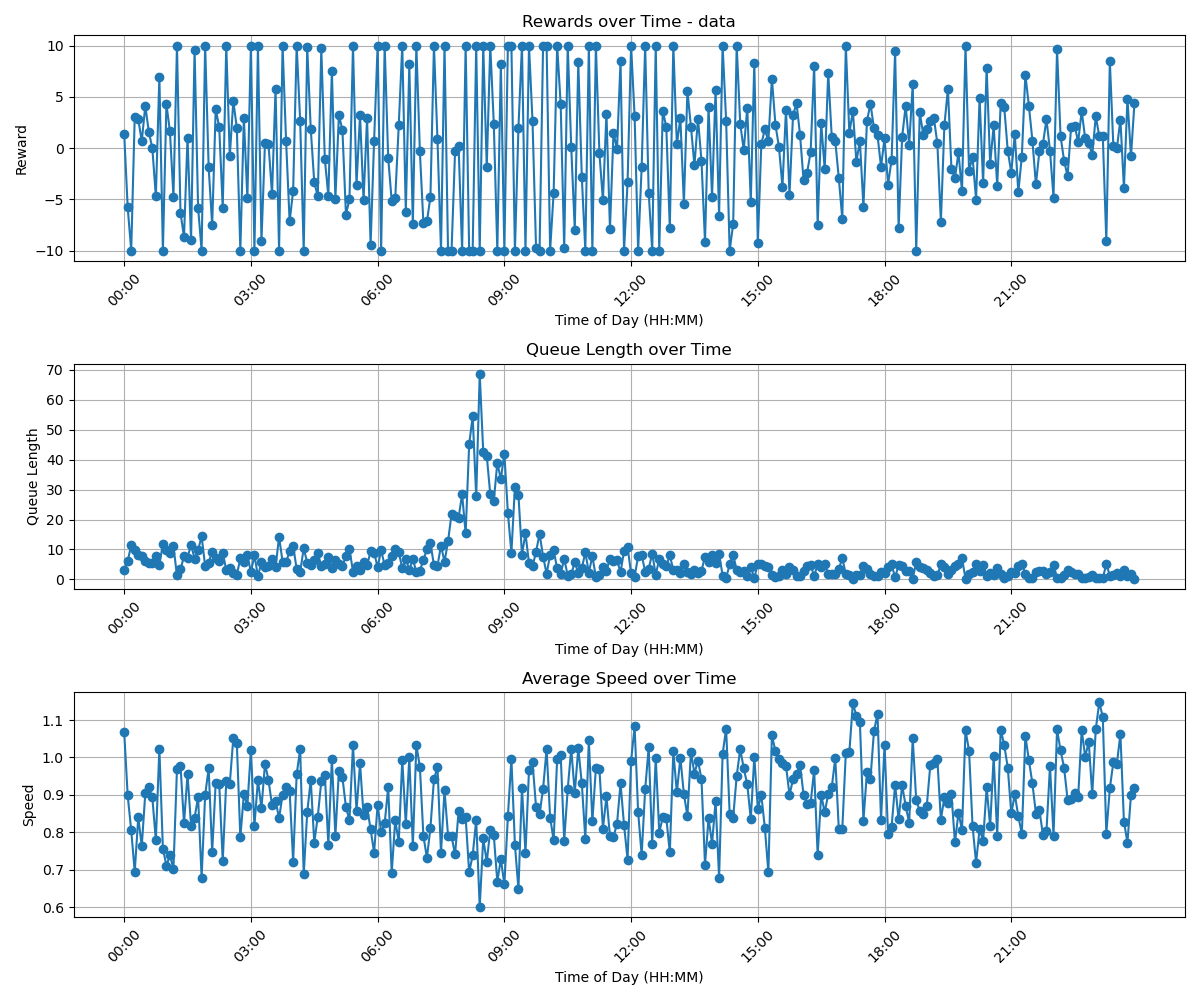 Rewards over Time - data
10
5
0
−5
−10
Reward
00:00 03:00 06:00 09:00 12:00 15:00 18:00 21:00
Time of Day (HH:MM)
Queue Length over Time
70
60
50
40
30
20
10
0
Queue Length
00:00 03:00 06:00 09:00 12:00 15:00 18:00 21:00
Time of Day (HH:MM)
Average Speed over Time
1.1
1.0
0.9
0.8
0.7
0.6
Speed
00:00 03:00 06:00 09:00 12:00 15:00 18:00 21:00
Time of Day (HH:MM)